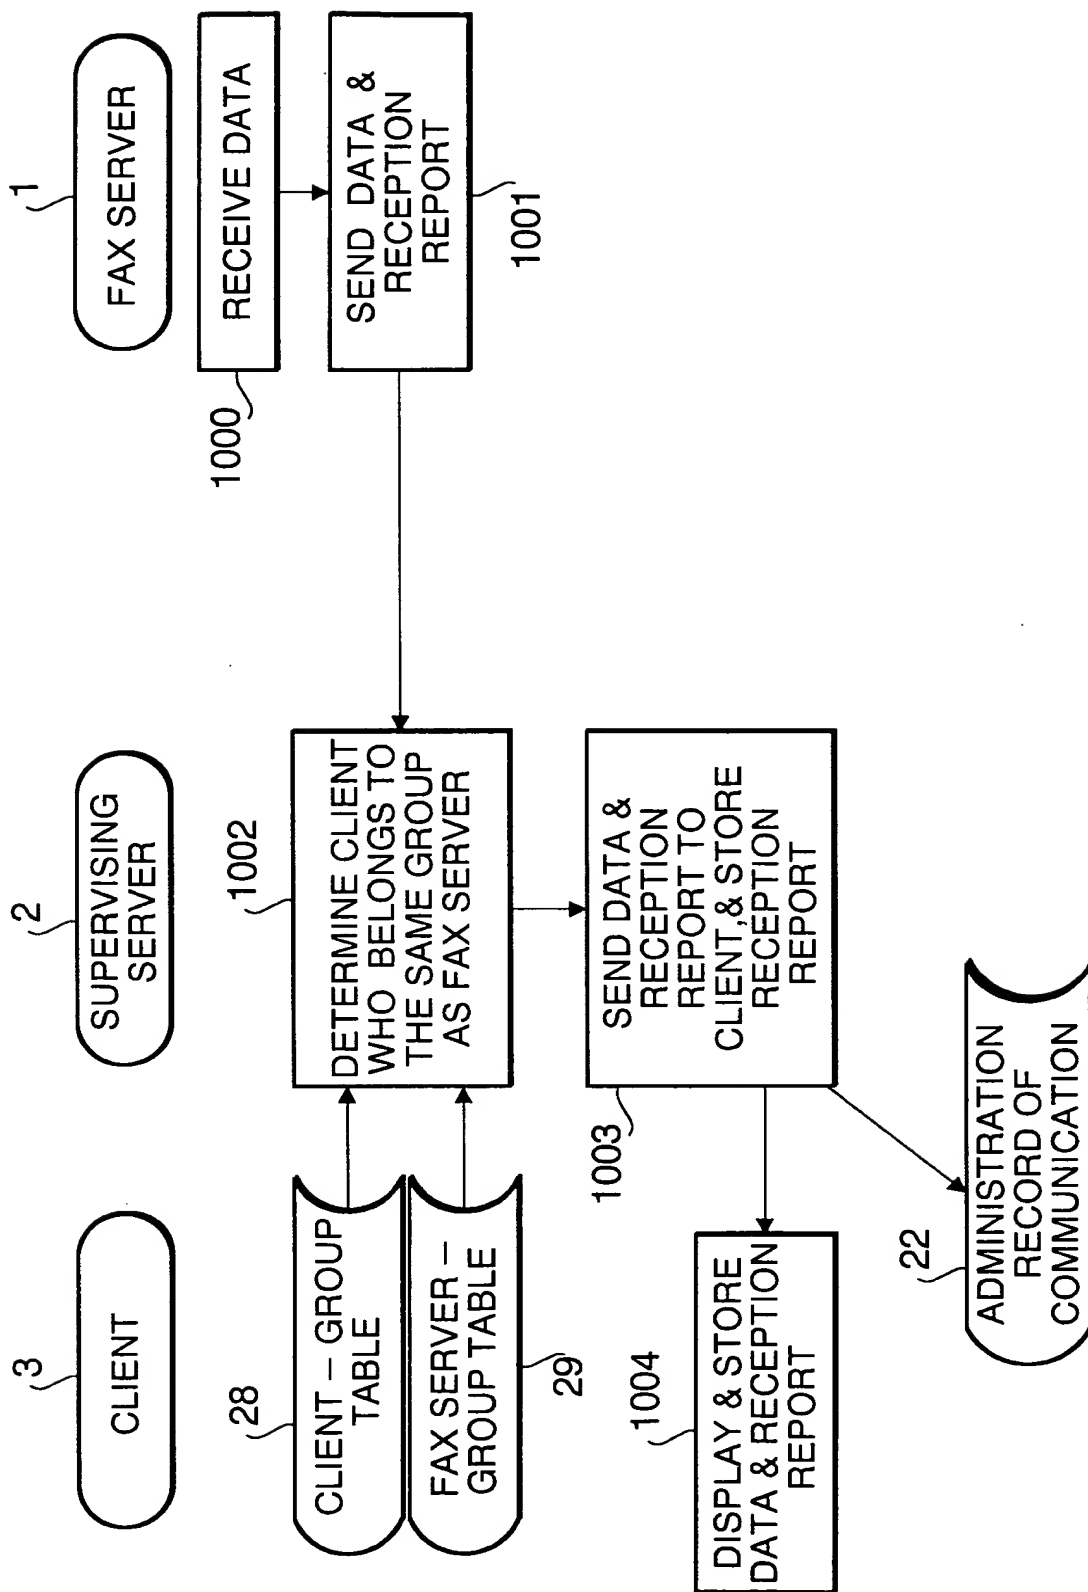 3
CLIENT
2
SUPERVISING
SERVER
1
FAX SERVER
RECEIVE DATA
1000
SEND DATA &
RECEPTION
REPORT
1001
28
CLIENT – GROUP
TABLE
FAX SERVER –
GROUP TABLE
29
1002
DETERMINE CLIENT
WHO BELONGS TO
THE SAME GROUP
AS FAX SERVER
1003
SEND DATA &
RECEPTION
REPORT TO
CLIENT,& STORE
RECEPTION
REPORT
1004
DISPLAY & STORE
DATA & RECEPTION
REPORT
22
ADMINISTRATION
RECORD OF
COMMUNICATION